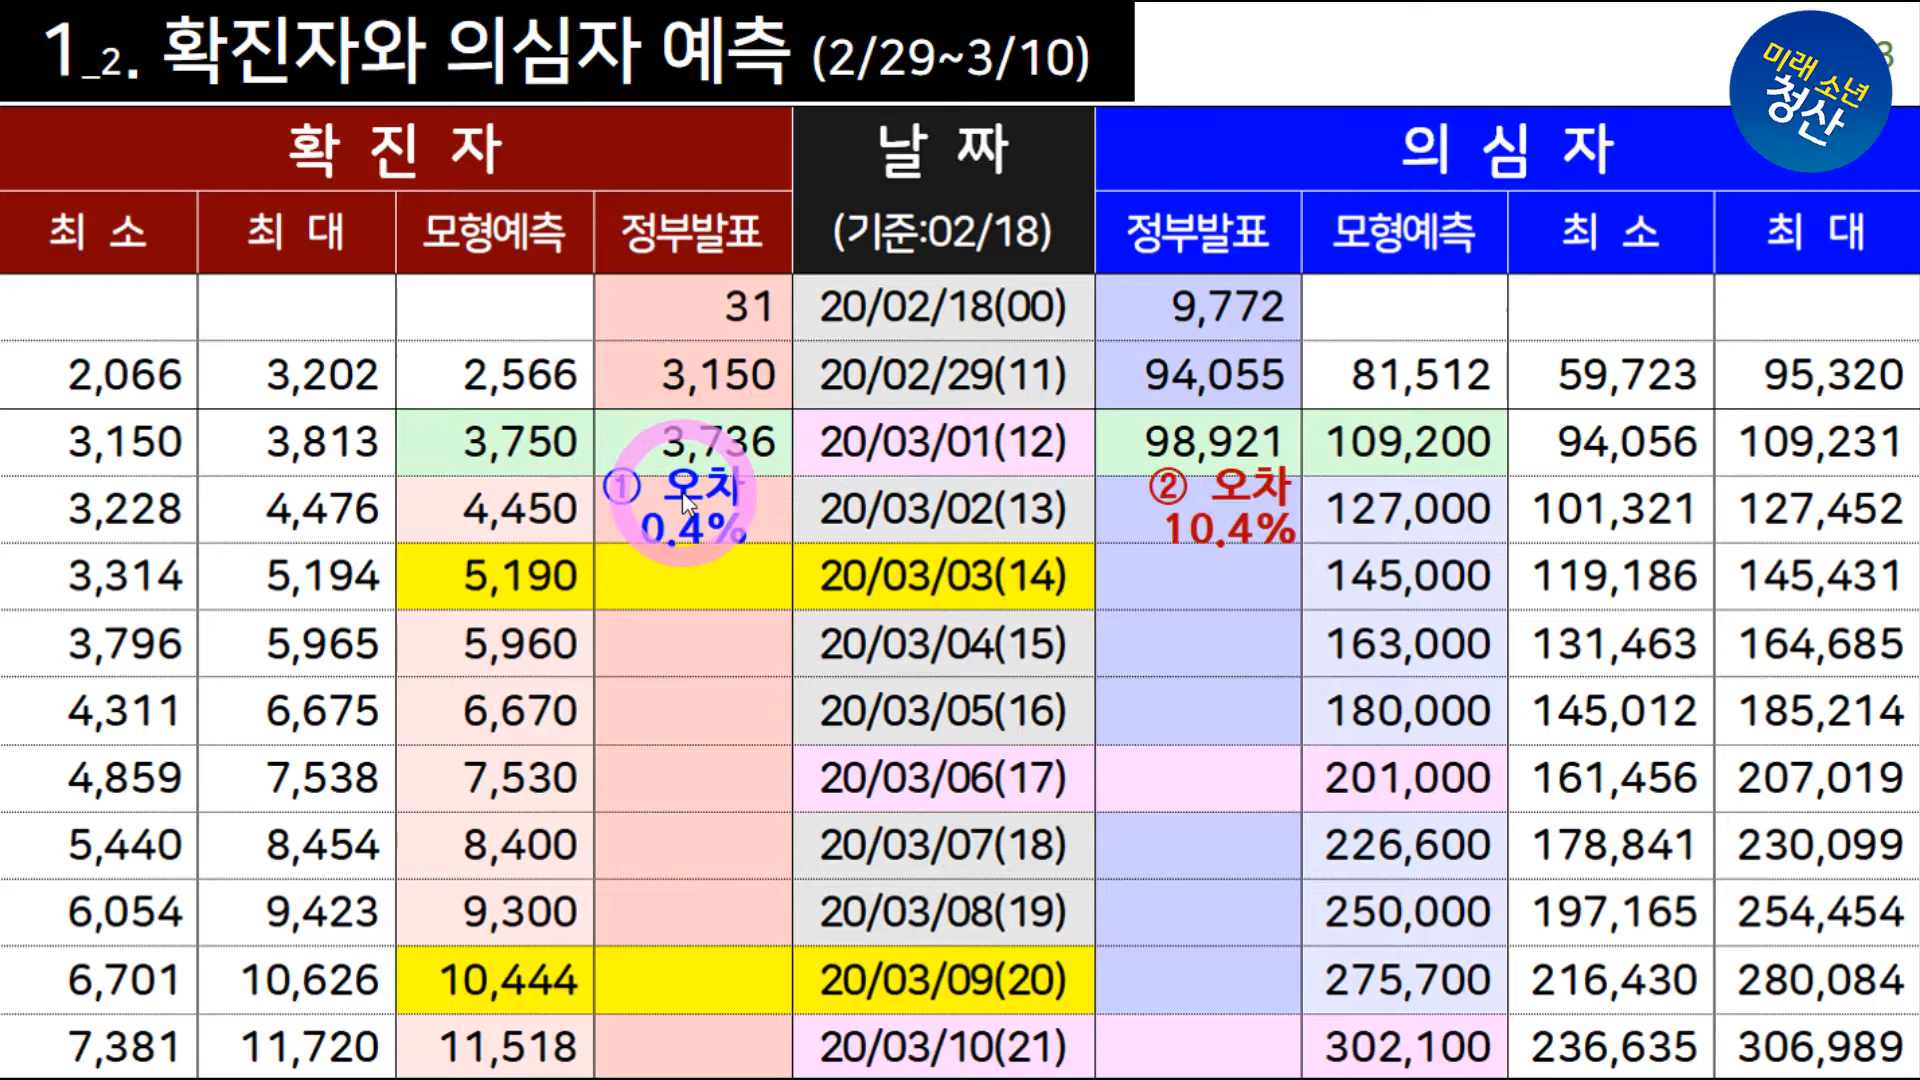 1_2. 확진자와 의심자 예측 (2/29~3/10)
3
미래 소년
청산
확 진 자 날 짜 의 심 자
최 소 최 대 모형예측 정부발표 (기준:02/18) 정부발표 모형예측 최 소 최 대
31 20/02/18(00) 9,772
2,066 3,202 2,566 3,150 20/02/29(11) 94,055 81,512 59,723 95,320
3,150 3,813 3,750 3,736 20/03/01(12) 98,921 109,200 94,056 109,231
① 오차 ② 오차
0.4% 10.4%
3,228 4,476 4,450 20/03/02(13) 127,000 101,321 127,452
3,314 5,194 5,190 20/03/03(14) 145,000 119,186 145,431
3,796 5,965 5,960 20/03/04(15) 163,000 131,463 164,685
4,311 6,675 6,670 20/03/05(16) 180,000 145,012 185,214
4,859 7,538 7,530 20/03/06(17) 201,000 161,456 207,019
5,440 8,454 8,400 20/03/07(18) 226,600 178,841 230,099
6,054 9,423 9,300 20/03/08(19) 250,000 197,165 254,454
6,701 10,626 10,444 20/03/09(20) 275,700 216,430 280,084
7,381 11,720 11,518 20/03/10(21) 302,100 236,635 306,989